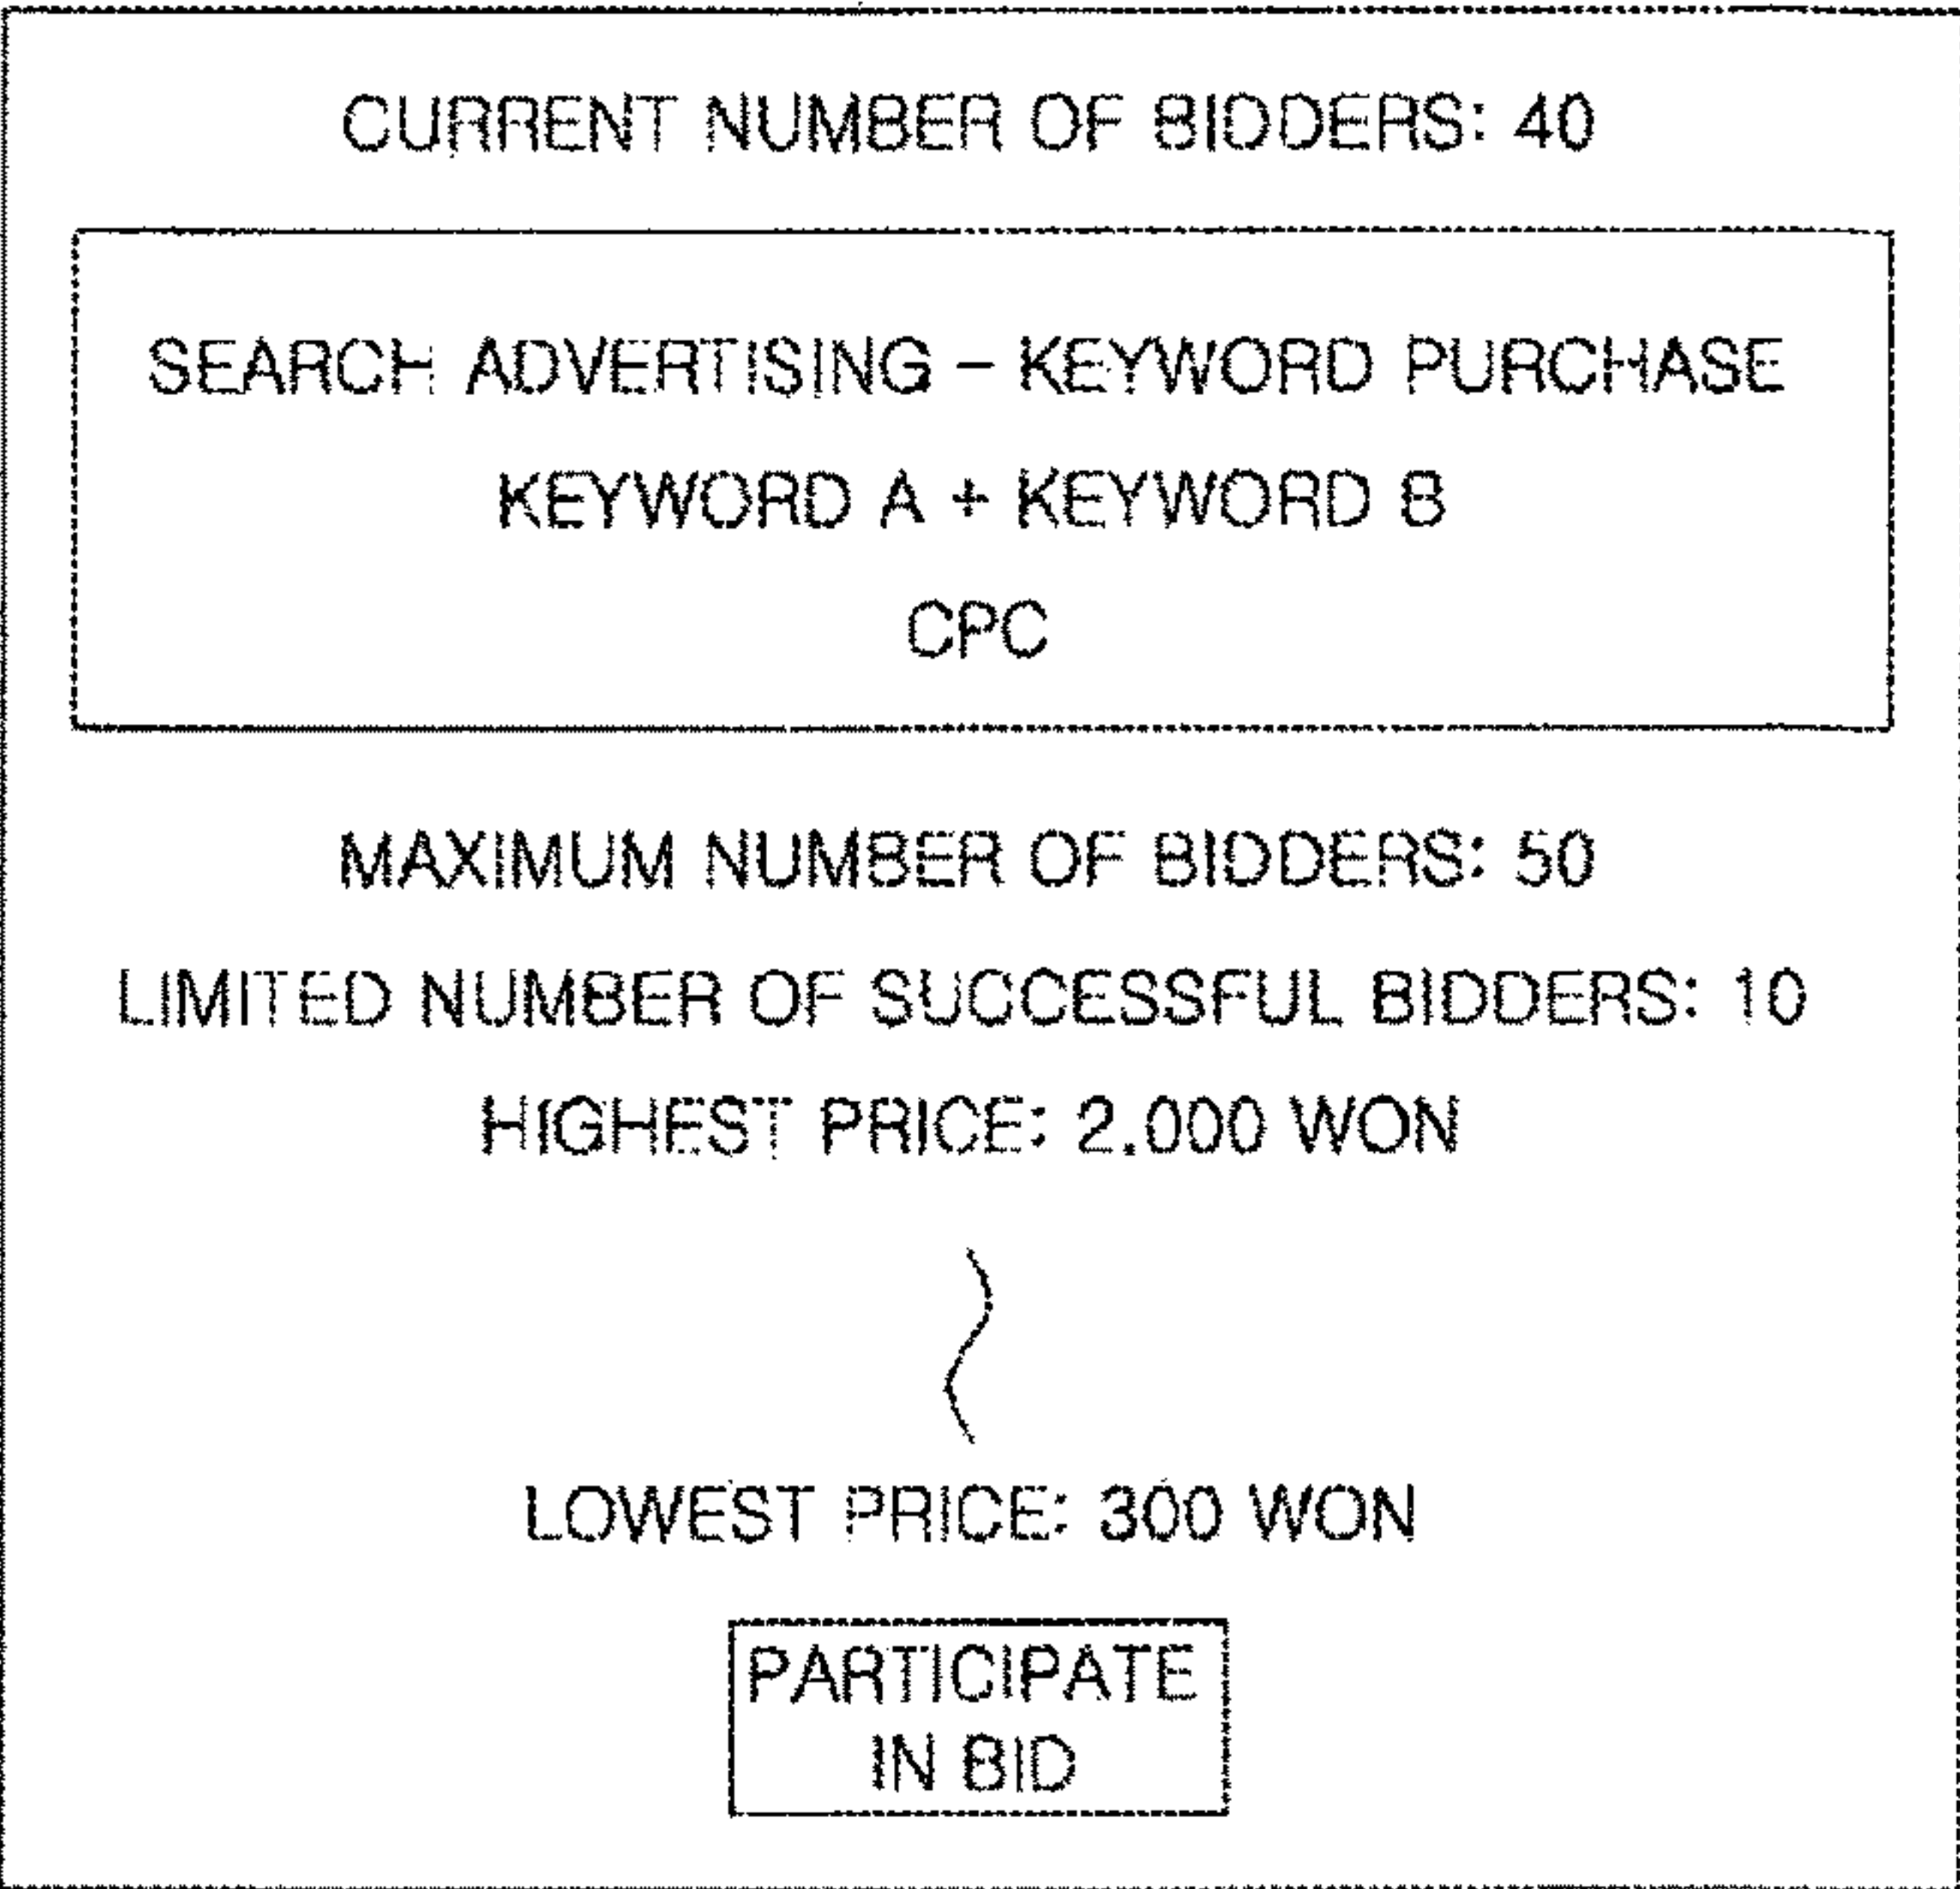 CURRENT NUMBER OF BIDDERS: 40
SEARCH ADVERTISING – KEYWORD PURCHASE
KEYWORD A + KEYWORD B
CPC
MAXIMUM NUMBER OF BIDDERS: 50
LIMITED NUMBER OF SUCCESSFUL BIDDERS: 10
HIGHEST PRICE: 2.000 WON
LOWEST PRICE: 300 WON
PARTICIPATE
IN BID